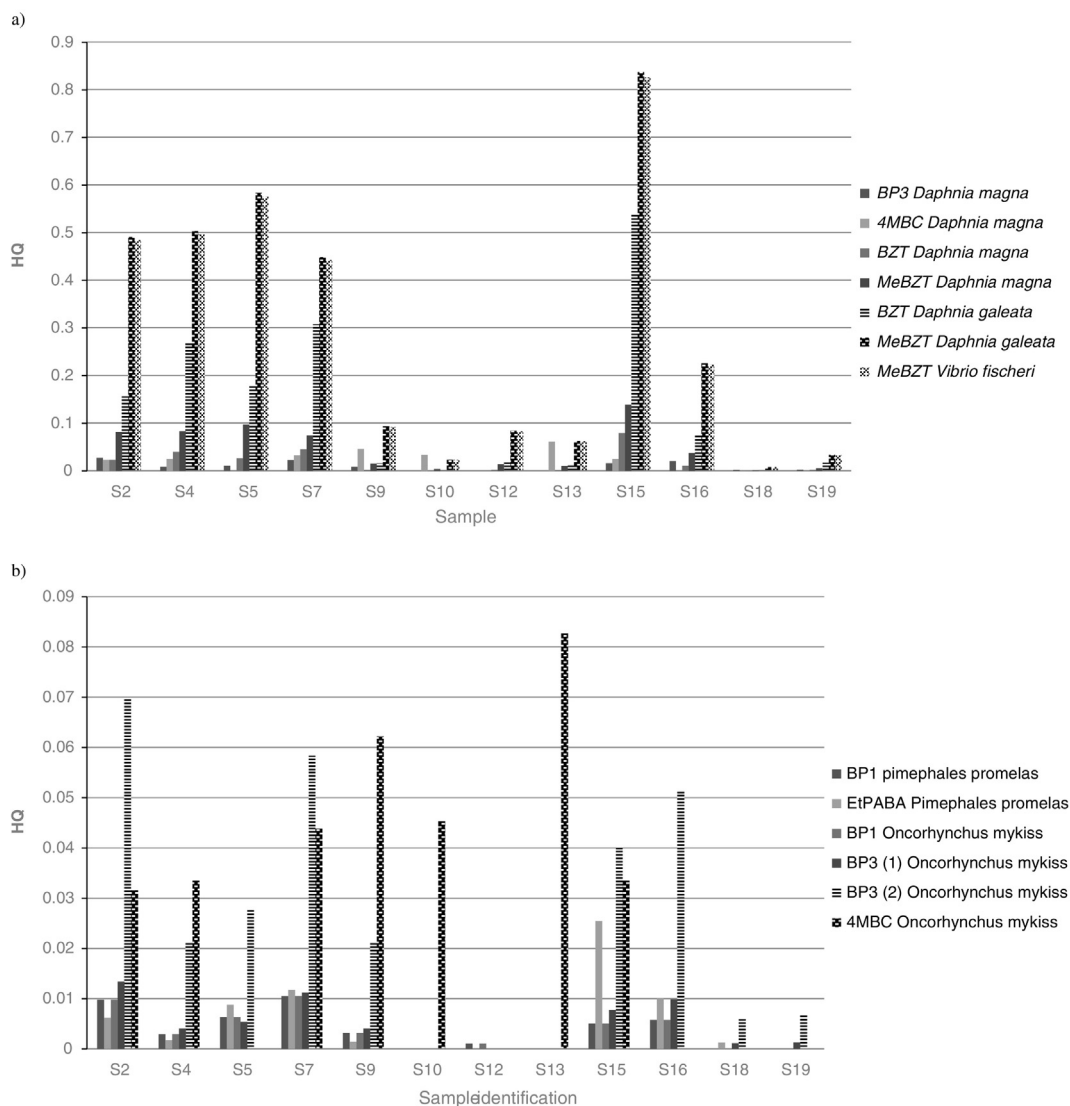 a)
0.9
0.8
0.7
0.6
0.5
0.4
0.3
0.2
0.1
0
HQ
S2 S4 S5 S7 S9 S10 S12 S13 S15 S16 S18 S19
Sample
BP3 Daphnia magna
4MBC Daphnia magna
BZT Daphnia magna
MeBZT Daphnia magna
BZT Daphnia galeata
MeBZT Daphnia galeata
MeBZT Vibrio fischeri
b)
0.09
0.08
0.07
0.06
0.05
0.04
0.03
0.02
0.01
0
HQ
S2 S4 S5 S7 S9 S10 S12 S13 S15 S16 S18 S19
Sampleidentification
BP1 pimephales promelas
EtPABA Pimephales promelas
BP1 Oncorhynchus mykiss
BP3 (1) Oncorhynchus mykiss
BP3 (2) Oncorhynchus mykiss
4MBC Oncorhynchus mykiss